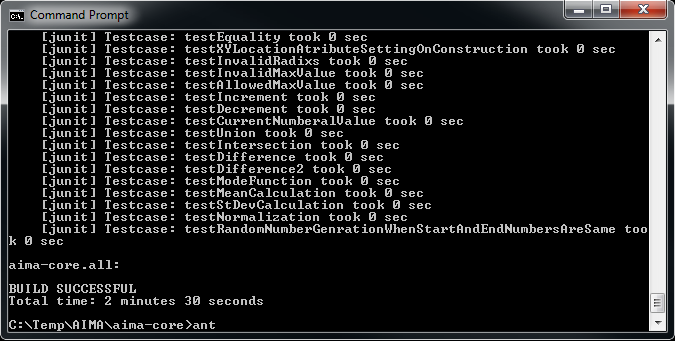 Command Prompt
[junit] Testcase: testEquality took 0 sec
[junit] Testcase: testXYLocationAtributeSettingOnConstruction took 0 sec
[junit] Testcase: testInvalidRadixs took 0 sec
[junit] Testcase: testInvalidMaxValue took 0 sec
[junit] Testcase: testAllowedMaxValue took 0 sec
[junit] Testcase: testIncrement took 0 sec
[junit] Testcase: testDecrement took 0 sec
[junit] Testcase: testCurrentNumberalValue took 0 sec
[junit] Testcase: testUnion took 0 sec
[junit] Testcase: testIntersection took 0 sec
[junit] Testcase: testDifference took 0 sec
[junit] Testcase: testDifference2 took 0 sec
[junit] Testcase: testModeFunction took 0 sec
[junit] Testcase: testMeanCalculation took 0 sec
[junit] Testcase: testStDevCalculation took 0 sec
[junit] Testcase: testNormalization took 0 sec
[junit] Testcase: testRandomNumberGenrationWhenStartAndEndNumbersAreSame too
k 0 sec
aima-core.all:
BUILD SUCCESSFUL
Total time: 2 minutes 30 seconds
C:\Temp\AIMA\aima-core>ant